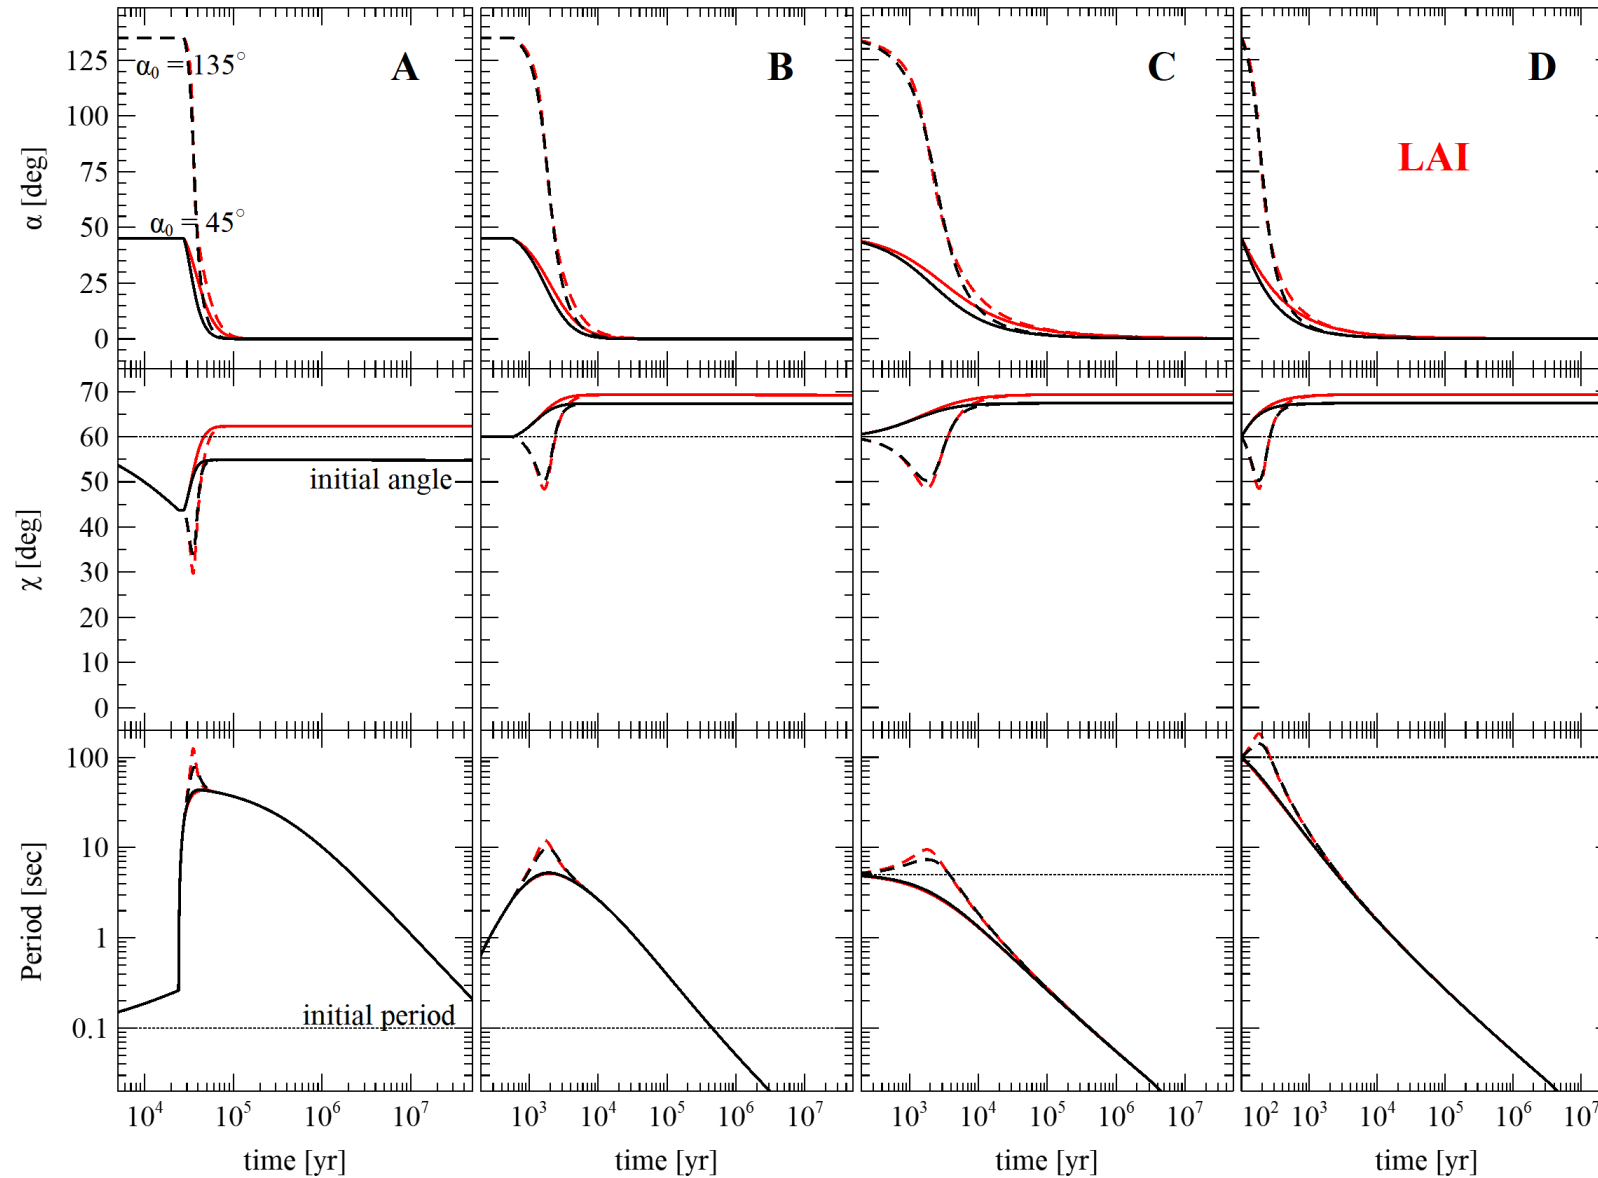 A
B
C
D
α₀ = 135°
α₀ = 45°
LAI
α [deg]
125
100
75
50
25
0
χ [deg]
70
60
50
40
30
20
10
0
initial angle
Period [sec]
100
10
1
0.1
initial period
10⁴ 10⁵ 10⁶ 10⁷
10³ 10⁴ 10⁵ 10⁶ 10⁷
10³ 10⁴ 10⁵ 10⁶ 10⁷
10² 10³ 10⁴ 10⁵ 10⁶ 10⁷
time [yr]
time [yr]
time [yr]
time [yr]